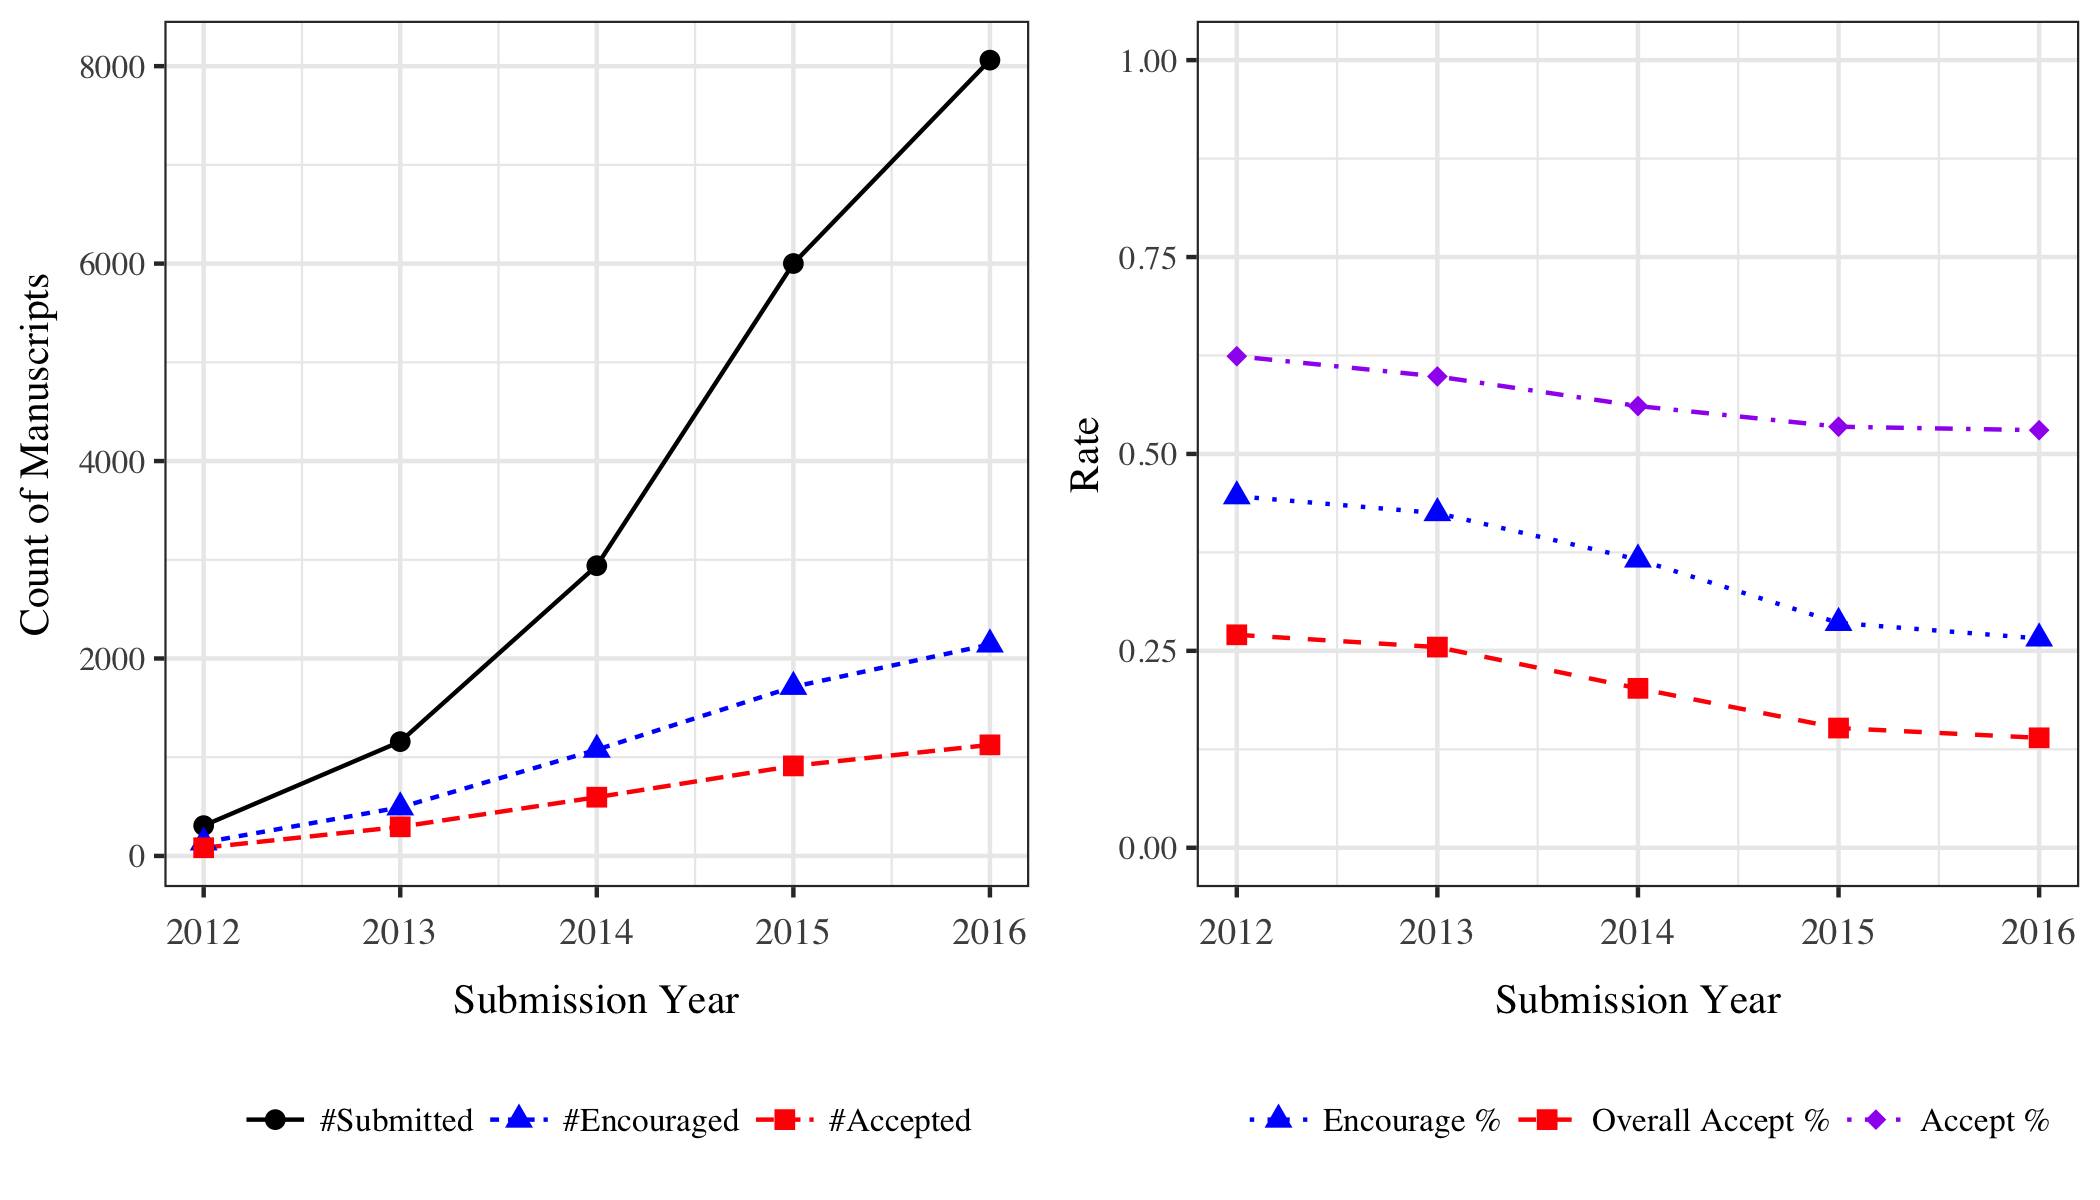 Count of Manuscripts
8000
6000
4000
2000
0
2012 2013 2014 2015 2016
Submission Year
#Submitted #Encouraged #Accepted
Rate
1.00
0.75
0.50
0.25
0.00
2012 2013 2014 2015 2016
Submission Year
Encourage % Overall Accept % Accept %